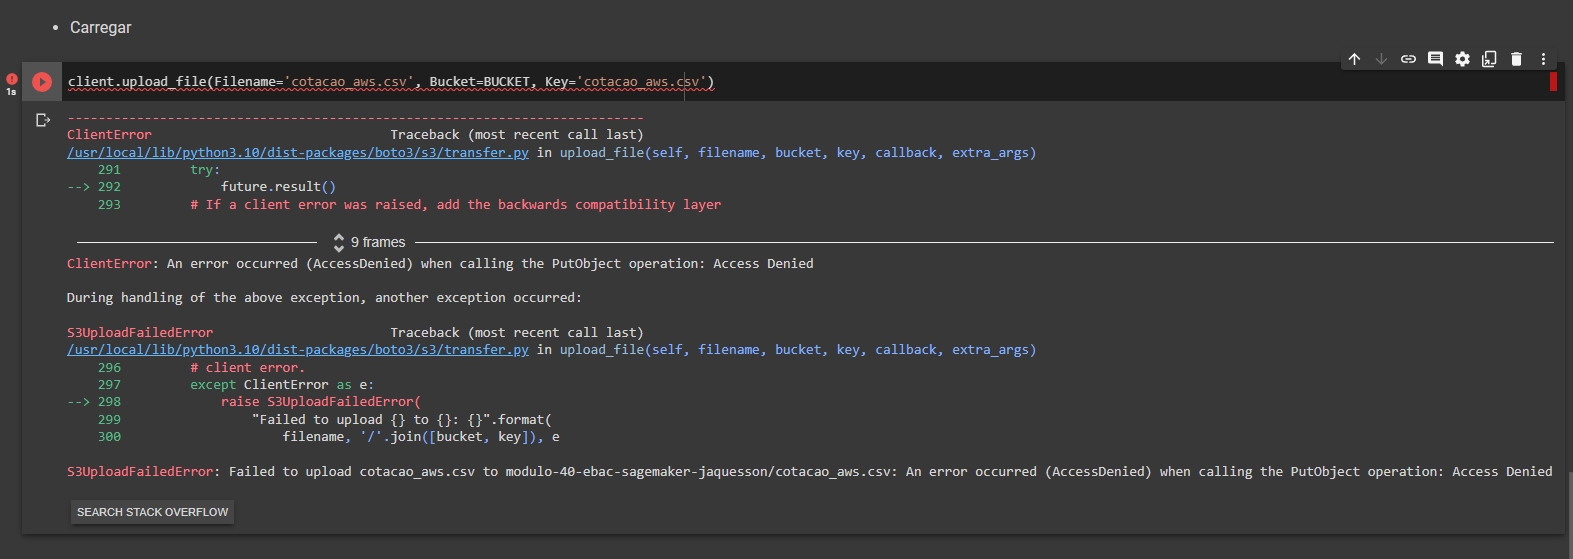 • Carregar
1s
client.upload_file(Filename='cotacao_aws.csv', Bucket=BUCKET, Key='cotacao_aws.csv')
---------------------------------------------------------------------------
ClientError                               Traceback (most recent call last)
/usr/local/lib/python3.10/dist-packages/boto3/s3/transfer.py in upload_file(self, filename, bucket, key, callback, extra_args)
    291         try:
--> 292             future.result()
    293         # If a client error was raised, add the backwards compatibility layer
9 frames
ClientError: An error occurred (AccessDenied) when calling the PutObject operation: Access Denied
During handling of the above exception, another exception occurred:
S3UploadFailedError                       Traceback (most recent call last)
/usr/local/lib/python3.10/dist-packages/boto3/s3/transfer.py in upload_file(self, filename, bucket, key, callback, extra_args)
    296         # client error.
    297         except ClientError as e:
--> 298             raise S3UploadFailedError(
    299                 "Failed to upload {} to {}: {}".format(
    300                     filename, '/'.join([bucket, key]), e
S3UploadFailedError: Failed to upload cotacao_aws.csv to modulo-40-ebac-sagemaker-jaquesson/cotacao_aws.csv: An error occurred (AccessDenied) when calling the PutObject operation: Access Denied
SEARCH STACK OVERFLOW